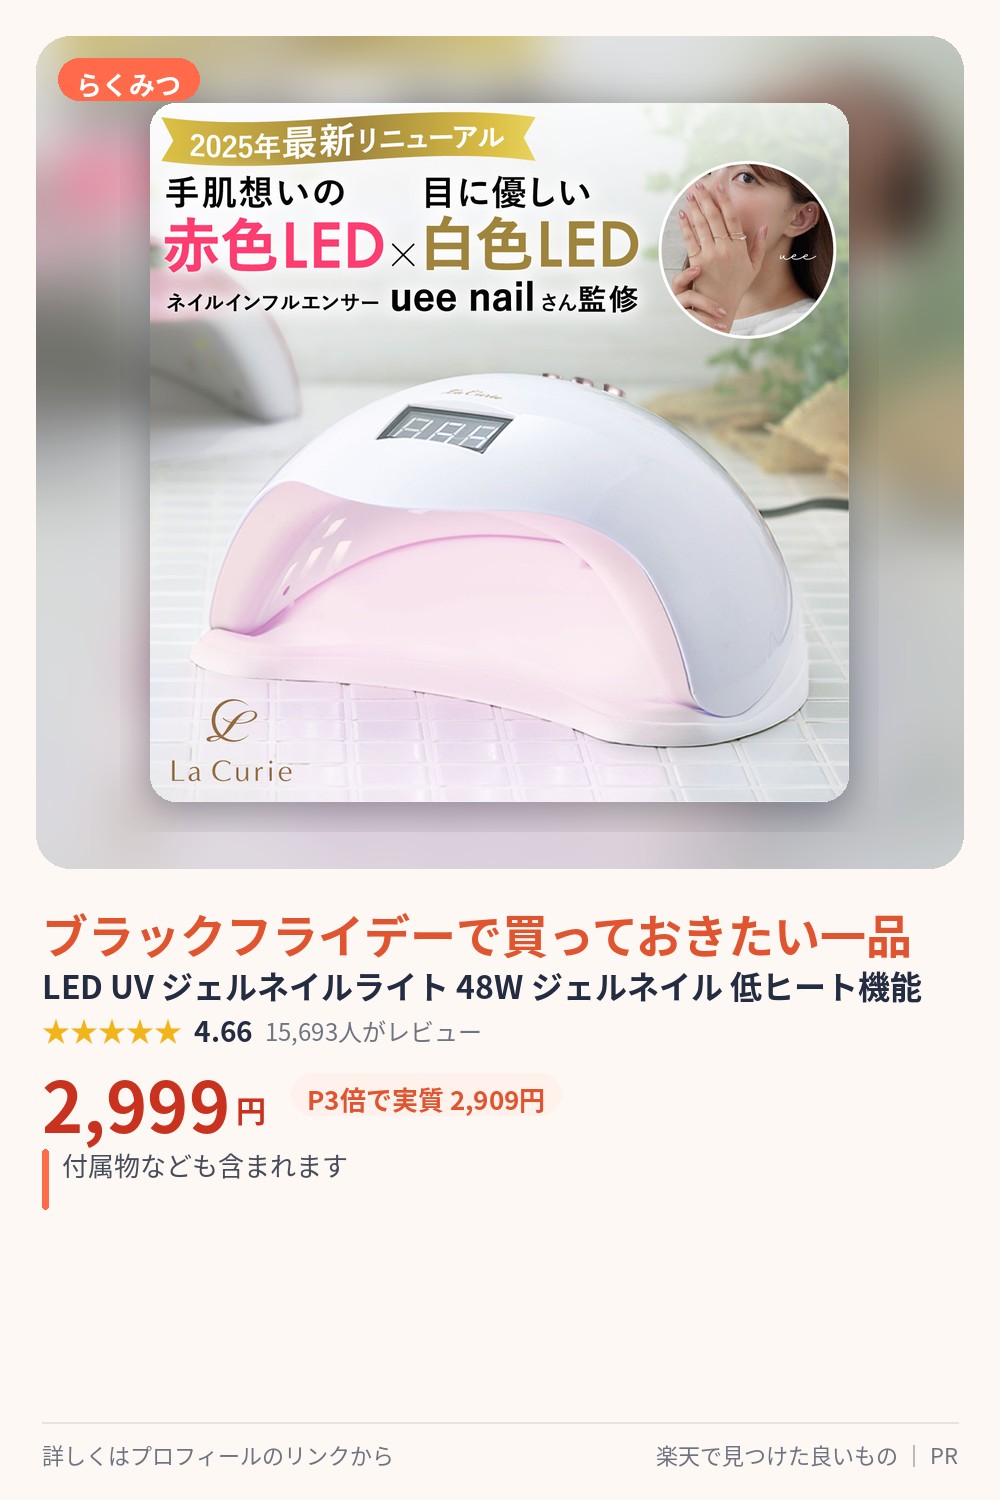 らくみつ
2025年最新リニューアル
手肌想いの 目に優しい
赤色LED×白色LED
ネイルインフルエンサー uee nail さん監修
uee
La Curie
La Curie
ブラックフライデーで買っておきたい一品
LED UV ジェルネイルライト 48W ジェルネイル 低ヒート機能
★★★★★ 4.66 15,693人がレビュー
2,999円 P3倍で実質 2,909円
付属物なども含まれます
詳しくはプロフィールのリンクから 楽天で見つけた良いもの | PR